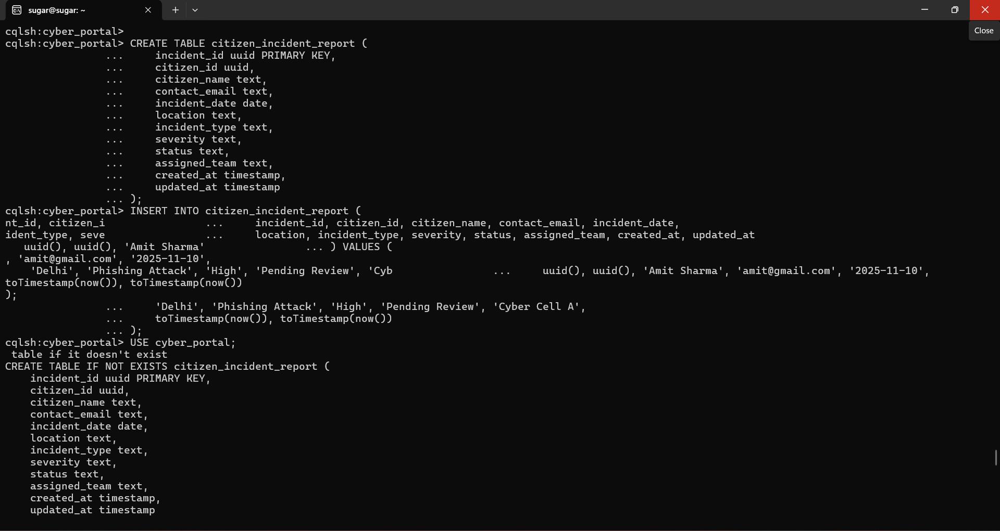 sugar@sugar: ~
Close
cqlsh:cyber_portal>
cqlsh:cyber_portal> CREATE TABLE citizen_incident_report (
                ...     incident_id uuid PRIMARY KEY,
                ...     citizen_id uuid,
                ...     citizen_name text,
                ...     contact_email text,
                ...     incident_date date,
                ...     location text,
                ...     incident_type text,
                ...     severity text,
                ...     status text,
                ...     assigned_team text,
                ...     created_at timestamp,
                ...     updated_at timestamp
                ... );
cqlsh:cyber_portal> INSERT INTO citizen_incident_report (
nt_id, citizen_i                ...     incident_id, citizen_id, citizen_name, contact_email, incident_date,
ident_type, seve                ...     location, incident_type, severity, status, assigned_team, created_at, updated_at
   uuid(), uuid(), 'Amit Sharma'                ... ) VALUES (
, 'amit@gmail.com', '2025-11-10',
    'Delhi', 'Phishing Attack', 'High', 'Pending Review', 'Cyb                ...     uuid(), uuid(), 'Amit Sharma', 'amit@gmail.com', '2025-11-10',
toTimestamp(now()), toTimestamp(now())
);
                ...     'Delhi', 'Phishing Attack', 'High', 'Pending Review', 'Cyber Cell A',
                ...     toTimestamp(now()), toTimestamp(now())
                ... );
cqlsh:cyber_portal> USE cyber_portal;
 table if it doesn't exist
CREATE TABLE IF NOT EXISTS citizen_incident_report (
    incident_id uuid PRIMARY KEY,
    citizen_id uuid,
    citizen_name text,
    contact_email text,
    incident_date date,
    location text,
    incident_type text,
    severity text,
    status text,
    assigned_team text,
    created_at timestamp,
    updated_at timestamp